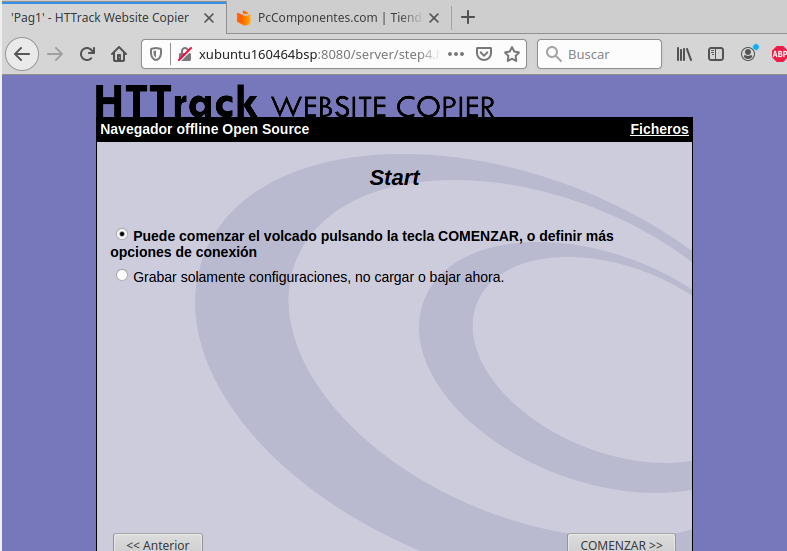 'Pag1' - HTTrack Website Copier
PcComponentes.com | Tiend
xubuntu160464bsp:8080/server/step4.
Buscar
ABP
HTTrack WEBSITE COPIER
Navegador offline Open Source
Ficheros
Start
Puede comenzar el volcado pulsando la tecla COMENZAR, o definir más
opciones de conexión
Grabar solamente configuraciones, no cargar o bajar ahora.
<< Anterior
COMENZAR >>